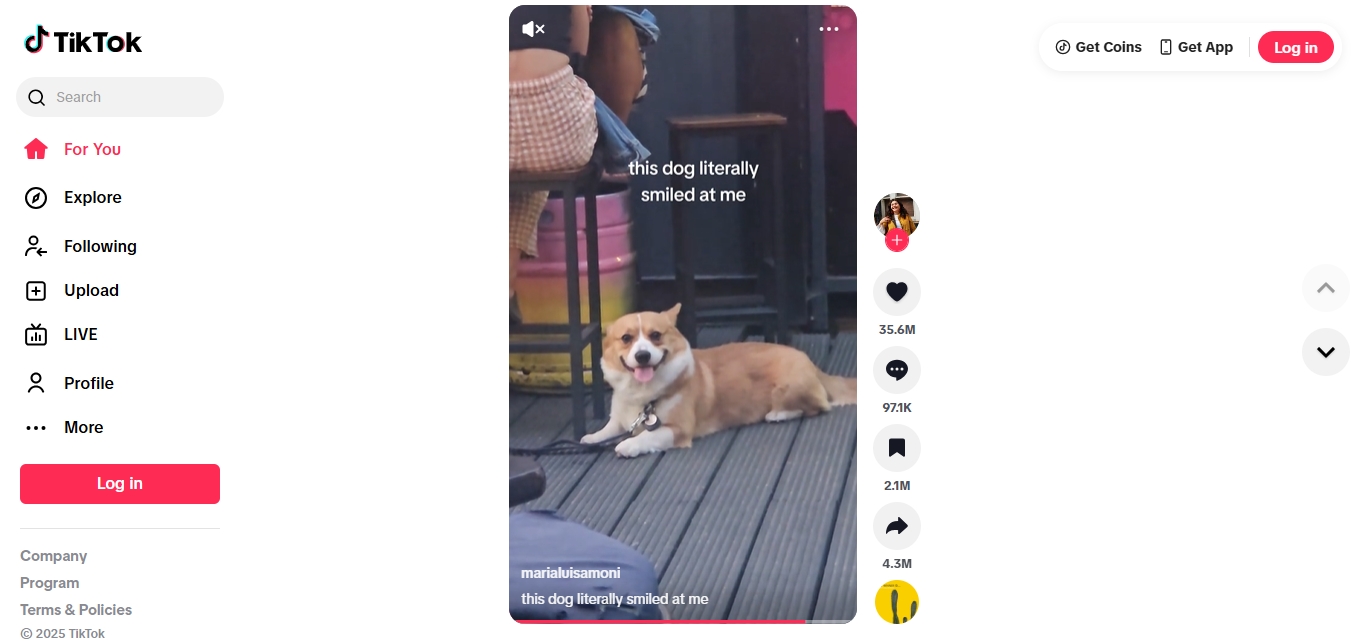 TikTok
Search
For You
Explore
Following
Upload
LIVE
Profile
More
Log in
Company
Program
Terms & Policies
© 2025 TikTok
this dog literally
smiled at me
marialuisamoni
this dog literally smiled at me
35.6M
97.1K
2.1M
4.3M
Get Coins
Get App
Log in